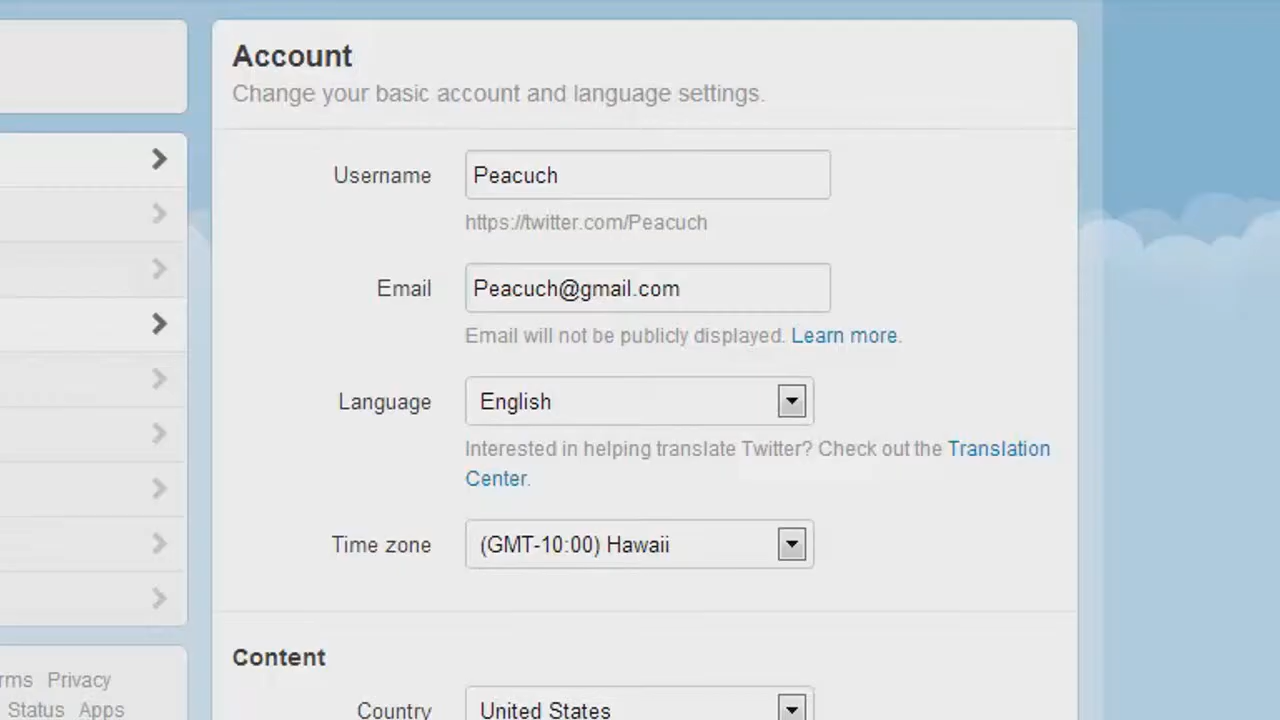 Account
Change your basic account and language settings.
Username
Peacuch
https://twitter.com/Peacuch
Email
Peacuch@gmail.com
Email will not be publicly displayed. Learn more.
Language
English
Interested in helping translate Twitter? Check out the Translation
Center.
Time zone
(GMT-10:00) Hawaii
Content
Country
United States
Privacy
Status Apps